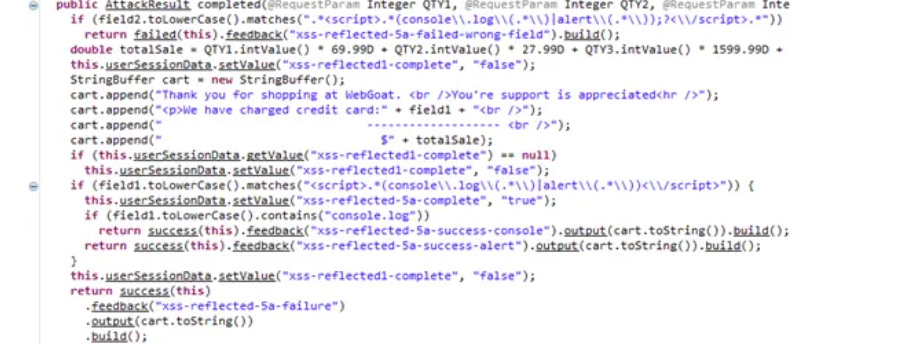 public AttackResult completed(@RequestParam Integer QTY1, @RequestParam Integer QTY2, @RequestParam Inte
if (field2.toLowerCase().matches(".*<script>.*(console\\.log\\(.*\\)|alert\\(.*\\));?<\\/script>.*"))
return failed(this).feedback("xss-reflected-5a-failed-wrong-field").build();
double totalSale = QTY1.intValue() * 69.99D + QTY2.intValue() * 27.99D + QTY3.intValue() * 1599.99D +
this.userSessionData.setValue("xss-reflected1-complete", "false");
StringBuffer cart = new StringBuffer();
cart.append("Thank you for shopping at WebGoat. <br />You're support is appreciated<hr />");
cart.append("<p>We have charged credit card:" + field1 + "<br />");
cart.append("                             ------------------- <br />");
cart.append("                               $" + totalSale);
if (this.userSessionData.getValue("xss-reflected1-complete") == null)
this.userSessionData.setValue("xss-reflected1-complete", "false");
if (field1.toLowerCase().matches("<script>.*(console\\.log\\(.*\\)|alert\\(.*\\))<\\/script>")) {
this.userSessionData.setValue("xss-reflected-5a-complete", "true");
if (field1.toLowerCase().contains("console.log"))
return success(this).feedback("xss-reflected-5a-success-console").output(cart.toString()).build();
return success(this).feedback("xss-reflected-5a-success-alert").output(cart.toString()).build();
}
this.userSessionData.setValue("xss-reflected1-complete", "false");
return success(this)
.feedback("xss-reflected-5a-failure")
.output(cart.toString())
.build();